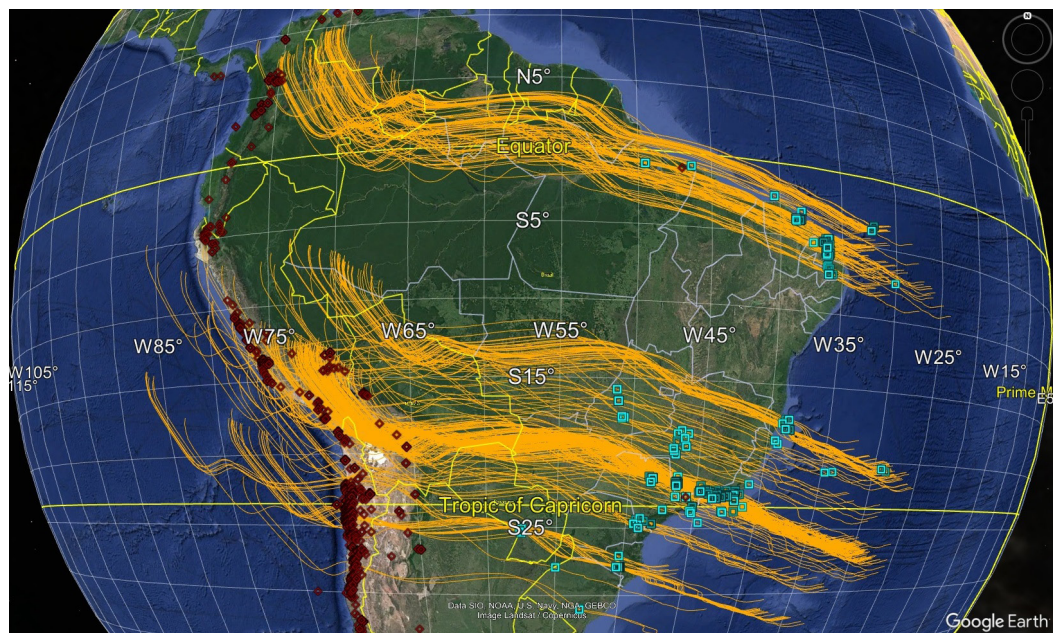 N
N5°
Equator
S5°
Brazil
W85°
W75°
W65°
W55°
W45°
W35°
W25°
W15°
W105°
115°
S15°
Prime M
Tropic of Capricorn
S25°
Data SIO, NOAA, U.S. Navy, NGA, GEBCO
Image Landsat / Copernicus
Google Earth